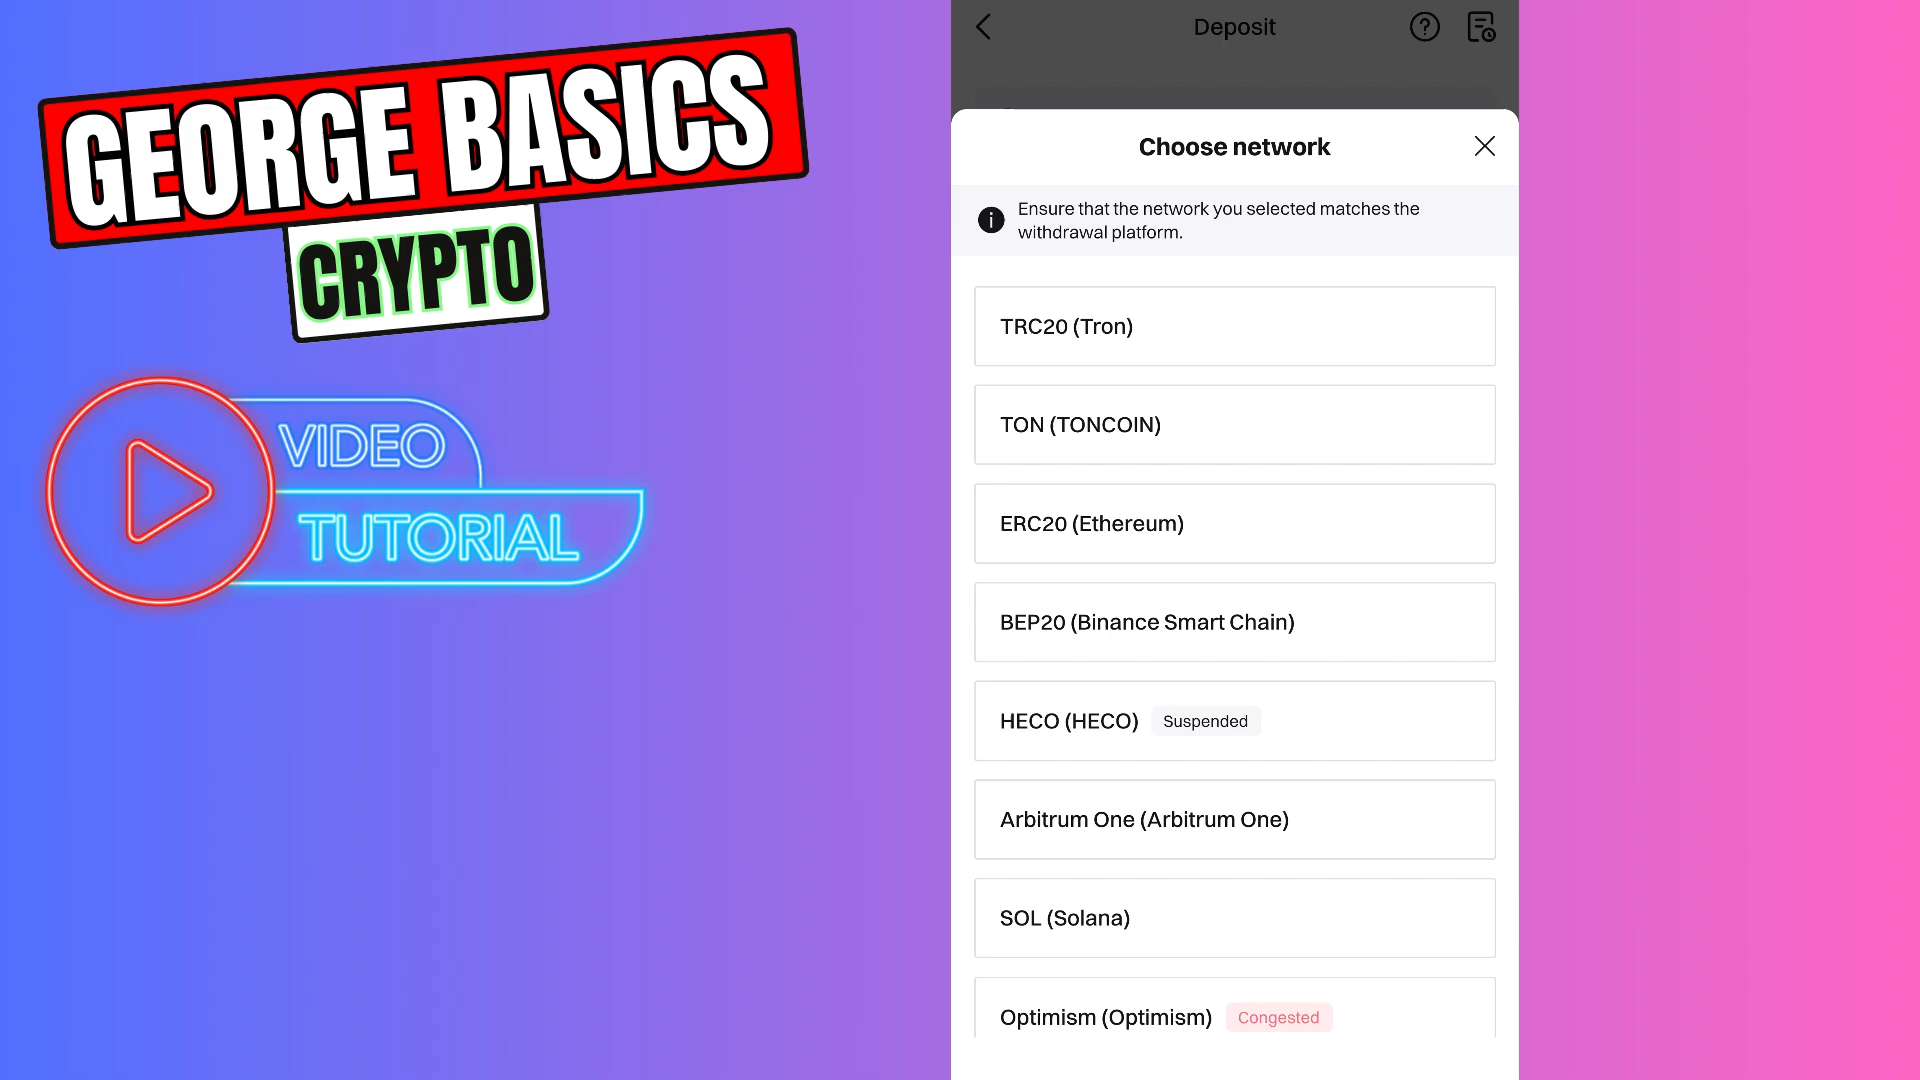 GEORGE BASICS
CRYPTO
VIDEO
TUTORIAL
Deposit
Choose network
Ensure that the network you selected matches the
withdrawal platform.
TRC20 (Tron)
TON (TONCOIN)
ERC20 (Ethereum)
BEP20 (Binance Smart Chain)
HECO (HECO) Suspended
Arbitrum One (Arbitrum One)
SOL (Solana)
Optimism (Optimism) Congested